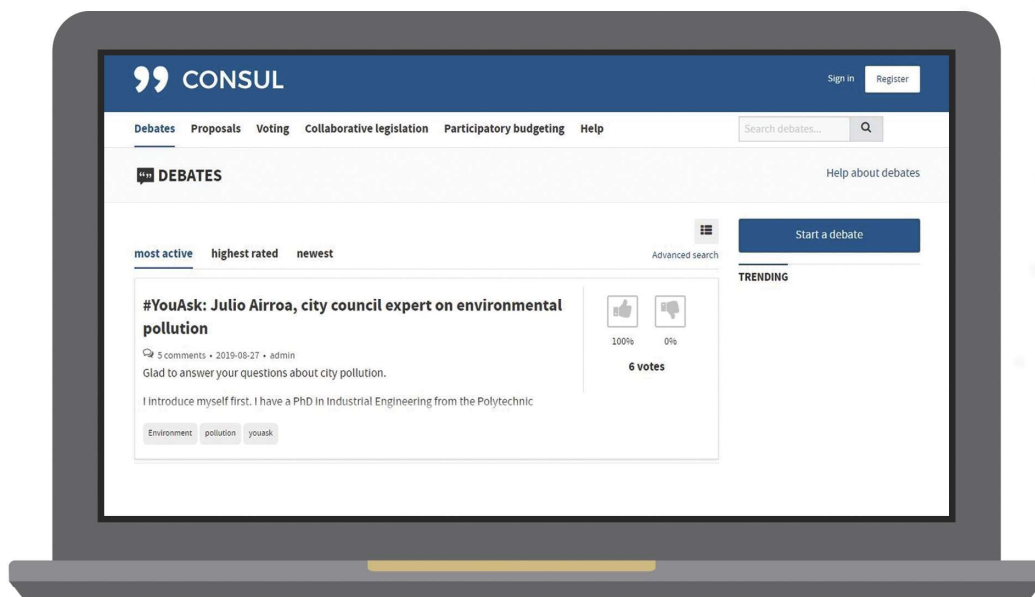 CONSUL
Sign in
Register
Debates Proposals Voting Collaborative legislation Participatory budgeting Help
Search debates...
DEBATES
Help about debates
most active highest rated newest
Advanced search
#YouAsk: Julio Airroa, city council expert on environmental
pollution
5 comments • 2019-08-27 • admin
Glad to answer your questions about city pollution.
I introduce myself first. I have a PhD in Industrial Engineering from the Polytechnic
Environment pollution youask
100% 0%
6 votes
Start a debate
TRENDING